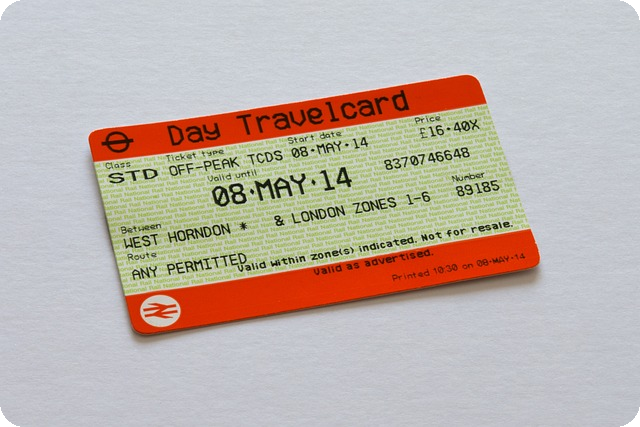 Day Travelcard
Class Ticket type Start date Price
STD OFF-PEAK TCDS 08·MAY·14 £16·40X
Valid until
08·MAY·14 8370746648
Between Number
WEST HORNDON * & LONDON ZONES 1-6 89185
Route
ANY PERMITTED Valid within zone(s) indicated. Not for resale.
Valid as advertised.
Printed 10:30 on 08·MAY·14